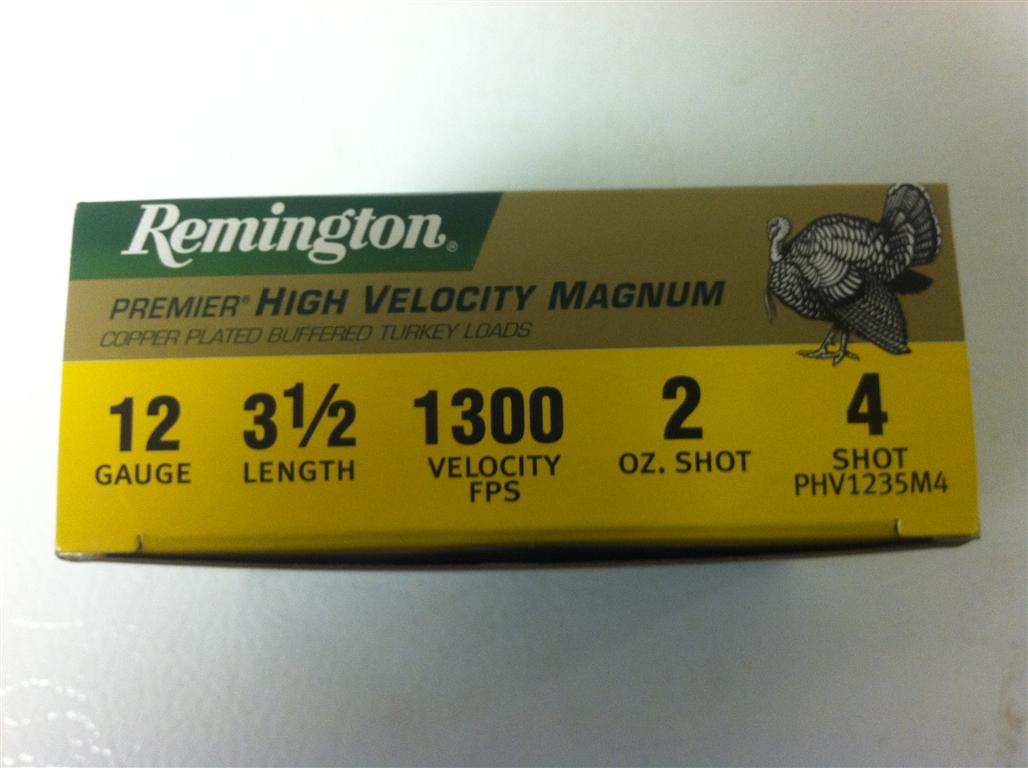 Remington®
PREMIER® HIGH VELOCITY MAGNUM
COPPER PLATED BUFFERED TURKEY LOADS
12 3½ 1300 2 4
GAUGE LENGTH VELOCITY OZ. SHOT SHOT
FPS PHV1235M4